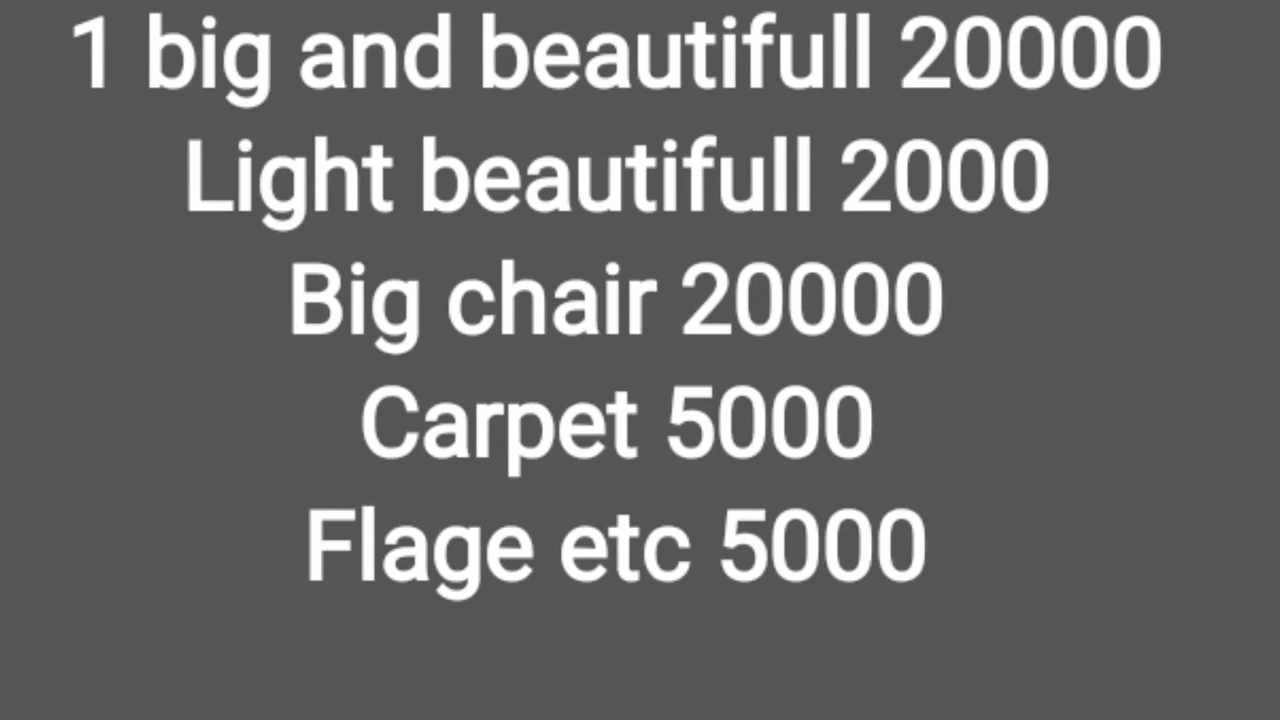 1 big and beautifull 20000
Light beautifull 2000
Big chair 20000
Carpet 5000
Flage etc 5000